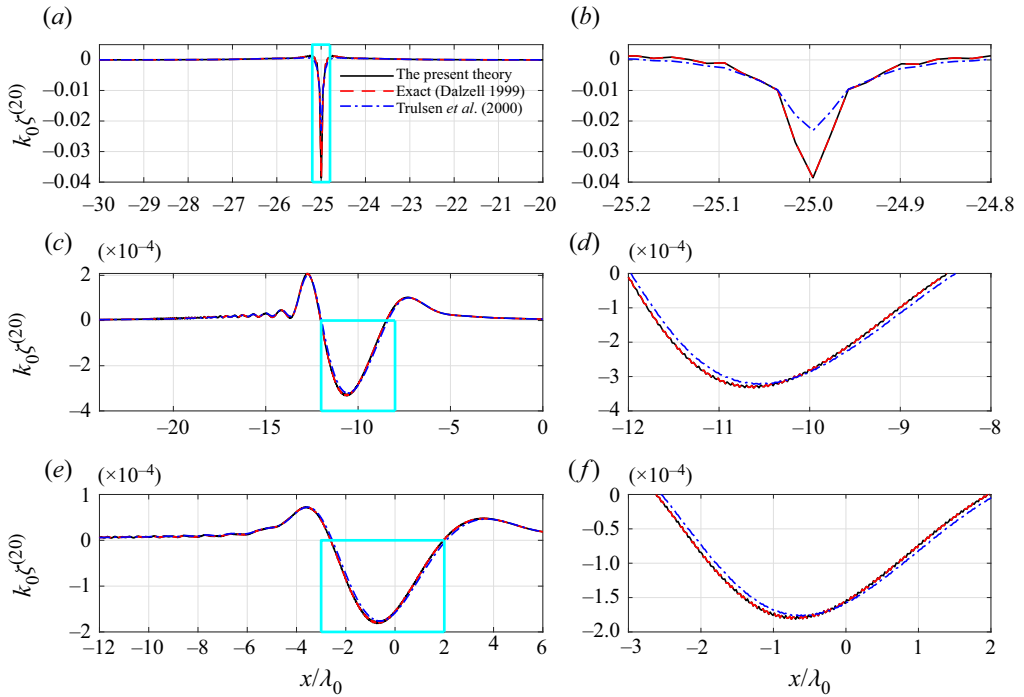 (a)
(b)
0
−0.01
−0.02
−0.03
−0.04
k₀ζ⁽²⁰⁾
The present theory
Exact (Dalzell 1999)
Trulsen et al. (2000)
−30 −29 −28 −27 −26 −25 −24 −23 −22 −21 −20
0
−0.01
−0.02
−0.03
−0.04
−25.2 −25.1 −25.0 −24.9 −24.8
(c) (×10⁻⁴)
2
0
−2
−4
k₀ζ⁽²⁰⁾
−20 −15 −10 −5 0
(d) (×10⁻⁴)
0
−1
−2
−3
−4
−12 −11 −10 −9 −8
(e) (×10⁻⁴)
1
0
−1
−2
k₀ζ⁽²⁰⁾
−12 −10 −8 −6 −4 −2 0 2 4 6
x/λ₀
(f) (×10⁻⁴)
0
−0.5
−1.0
−1.5
−2.0
−3 −2 −1 0 1 2
x/λ₀